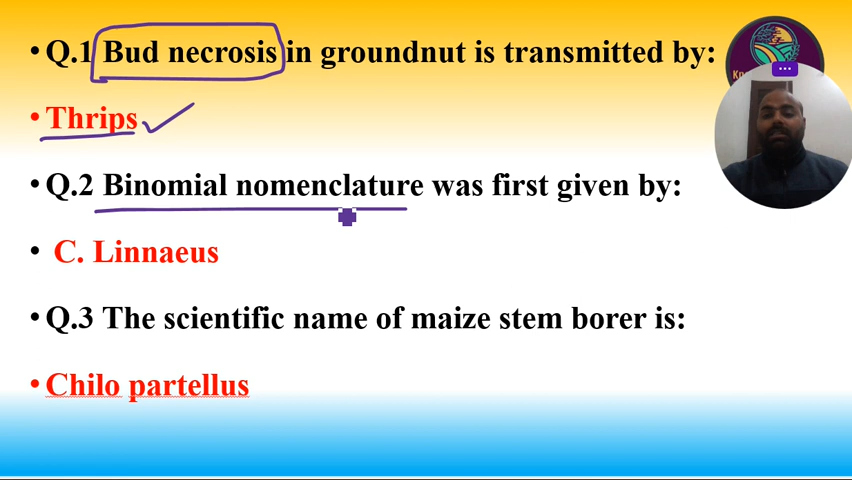 • Q.1 Bud necrosis in groundnut is transmitted by:
• Thrips
• Q.2 Binomial nomenclature was first given by:
• C. Linnaeus
• Q.3 The scientific name of maize stem borer is:
• Chilo partellus